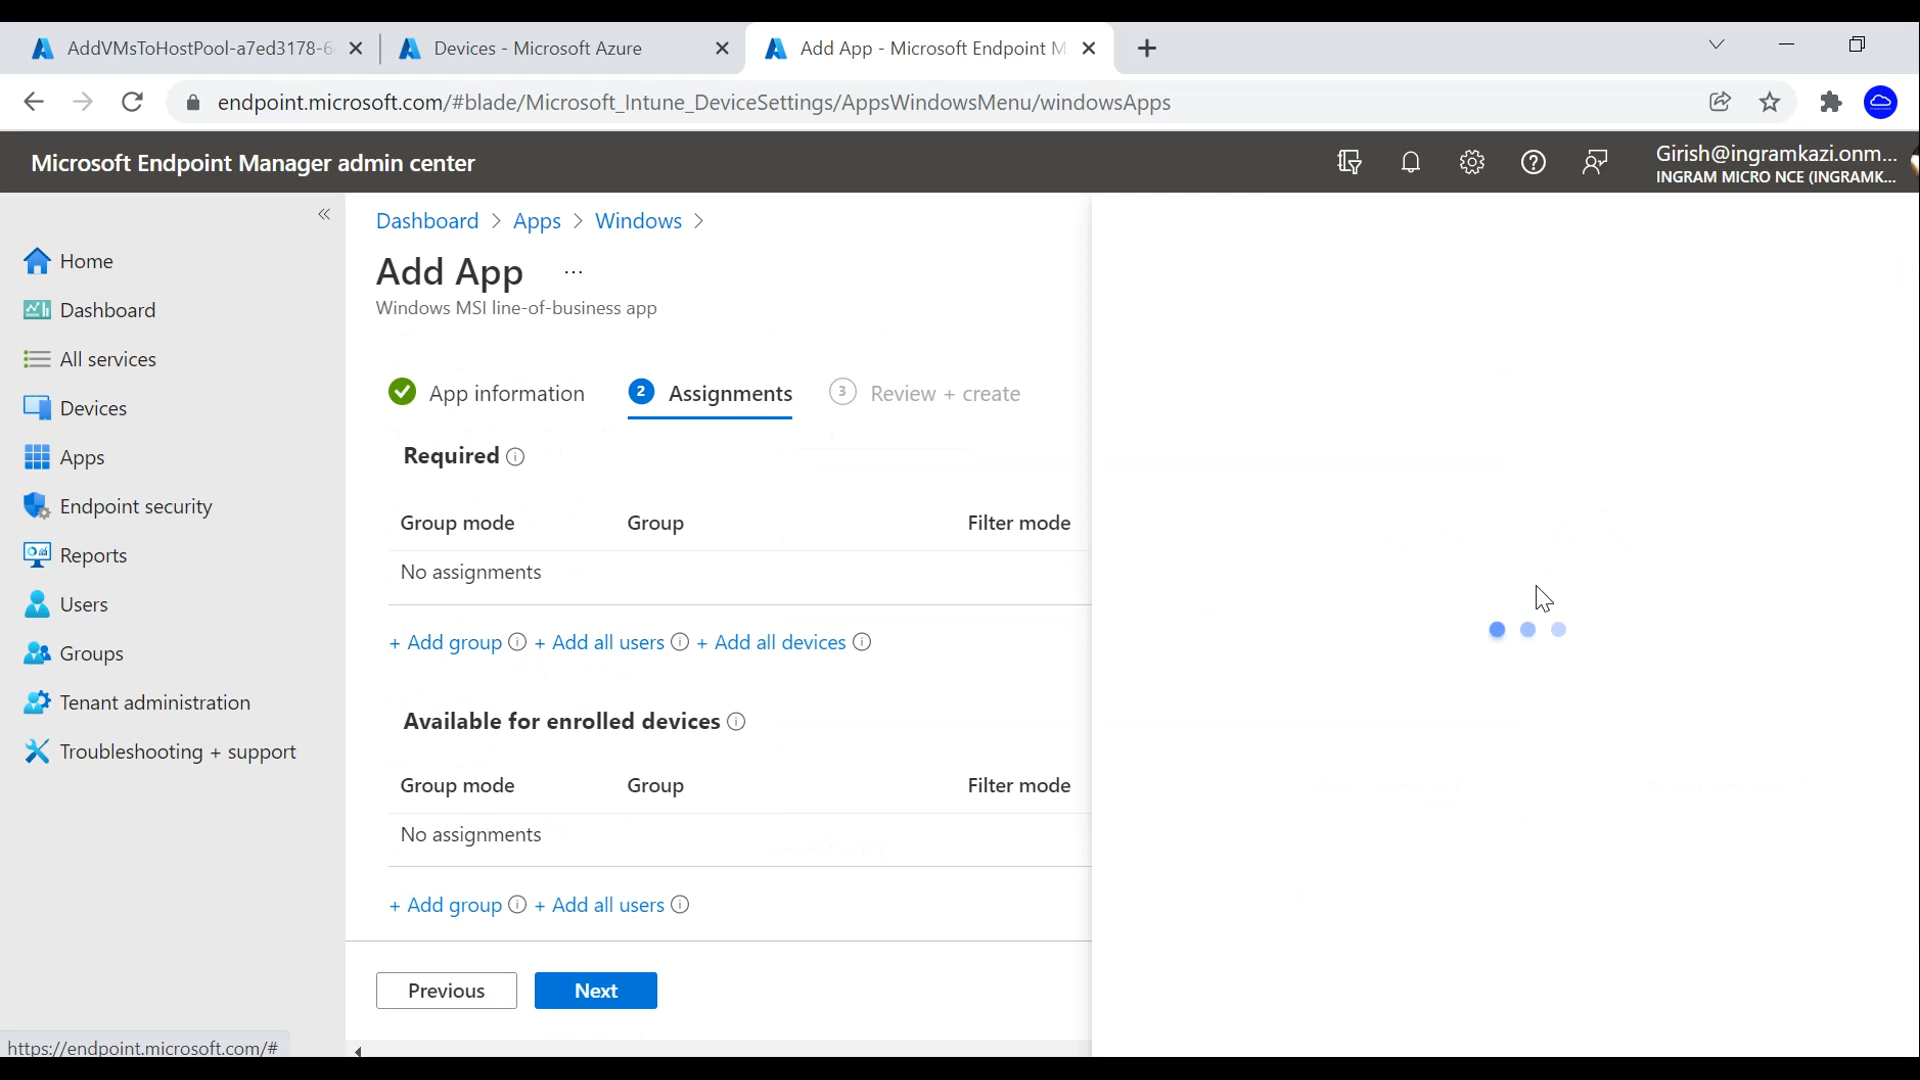 AddVMsToHostPool-a7ed3178-6
Devices - Microsoft Azure
Add App - Microsoft Endpoint M
endpoint.microsoft.com/#blade/Microsoft_Intune_DeviceSettings/AppsWindowsMenu/windowsApps
Microsoft Endpoint Manager admin center
Girish@ingramkazi.onm...
INGRAM MICRO NCE (INGRAMK...
Home
Dashboard
All services
Devices
Apps
Endpoint security
Reports
Users
Groups
Tenant administration
Troubleshooting + support
https://endpoint.microsoft.com/#
Dashboard > Apps > Windows >
Add App ...
Windows MSI line-of-business app
App information 2 Assignments 3 Review + create
Required
Group mode Group Filter mode
No assignments
+ Add group + Add all users + Add all devices
Available for enrolled devices
Group mode Group Filter mode
No assignments
+ Add group + Add all users
Previous Next